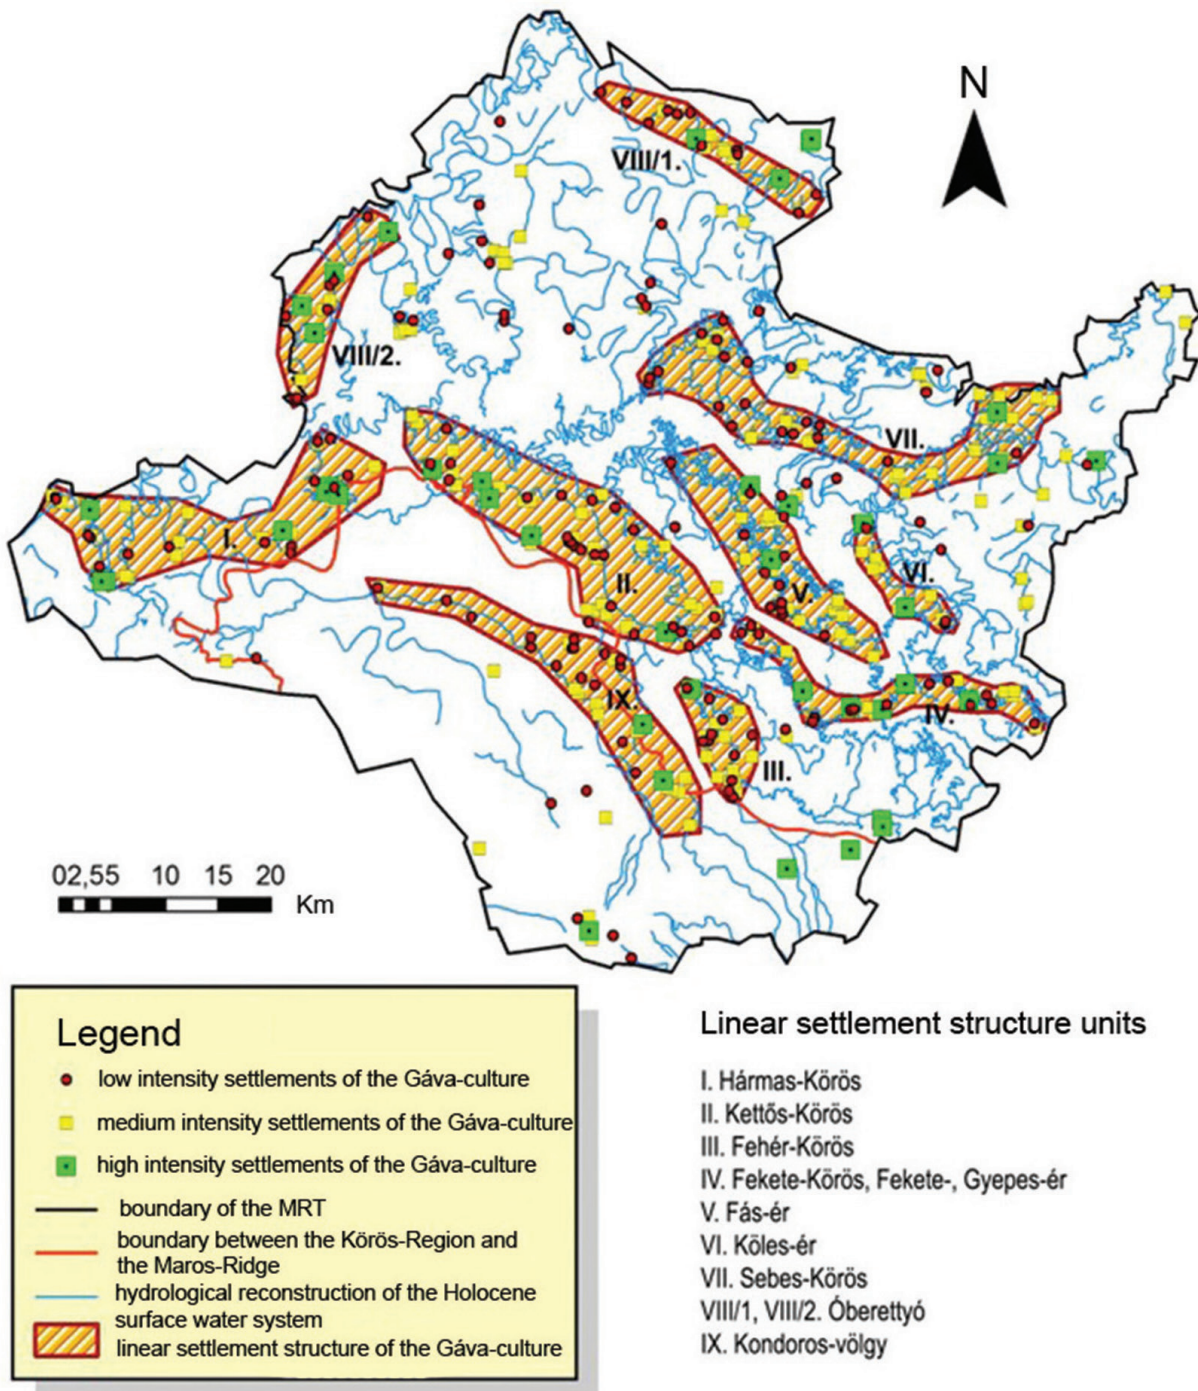 N
VIII/1.
VIII/2.
VII.
I.
II.
V.
VI.
IX.
IV.
III.
02,55 10 15 20
Km
Legend
low intensity settlements of the Gáva-culture
medium intensity settlements of the Gáva-culture
high intensity settlements of the Gáva-culture
boundary of the MRT
boundary between the Körös-Region and
the Maros-Ridge
hydrological reconstruction of the Holocene
surface water system
linear settlement structure of the Gáva-culture
Linear settlement structure units
I. Hármas-Körös
II. Kettős-Körös
III. Fehér-Körös
IV. Fekete-Körös, Fekete-, Gyepes-ér
V. Fás-ér
VI. Köles-ér
VII. Sebes-Körös
VIII/1, VIII/2. Óberettyó
IX. Kondoros-völgy